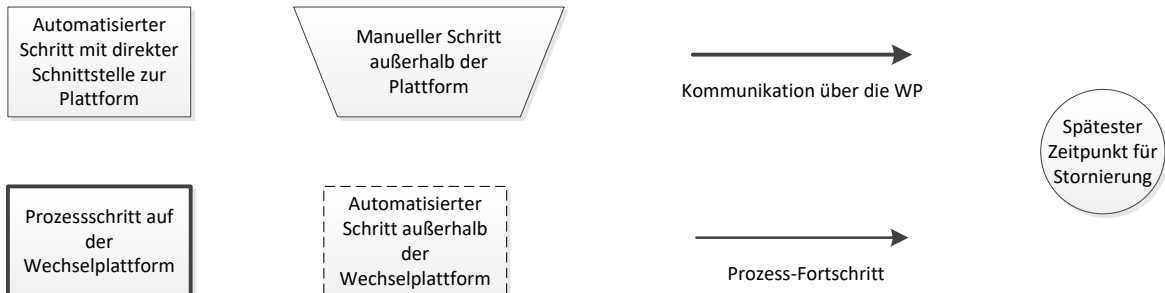 Automatisierter
Schritt mit direkter
Schnittstelle zur
Plattform
Manueller Schritt
außerhalb der
Plattform
Kommunikation über die WP
Spätester
Zeitpunkt für
Stornierung
Prozessschritt auf
der
Wechselplattform
Automatisierter
Schritt außerhalb
der
Wechselplattform
Prozess-Fortschritt